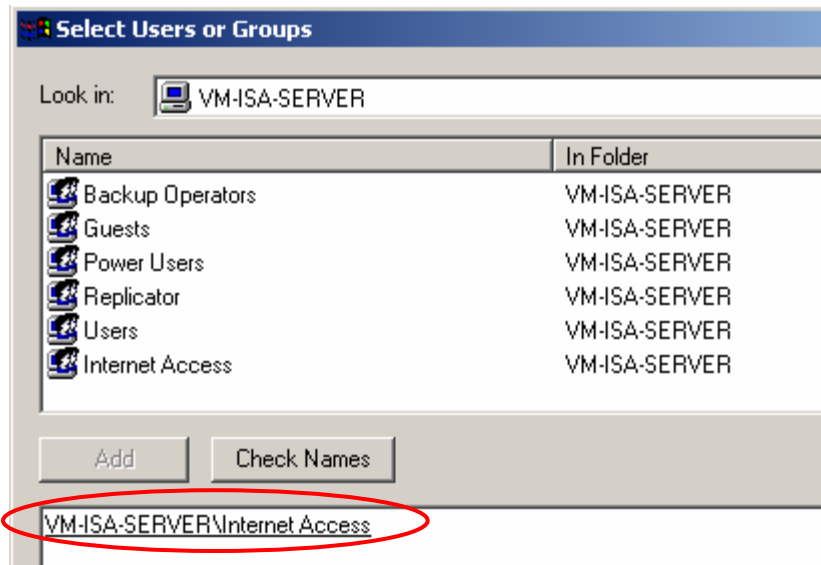 Select Users or Groups
Look in: VM-ISA-SERVER
Name In Folder
Backup Operators VM-ISA-SERVER
Guests VM-ISA-SERVER
Power Users VM-ISA-SERVER
Replicator VM-ISA-SERVER
Users VM-ISA-SERVER
Internet Access VM-ISA-SERVER
Add Check Names
VM-ISA-SERVER\Internet Access